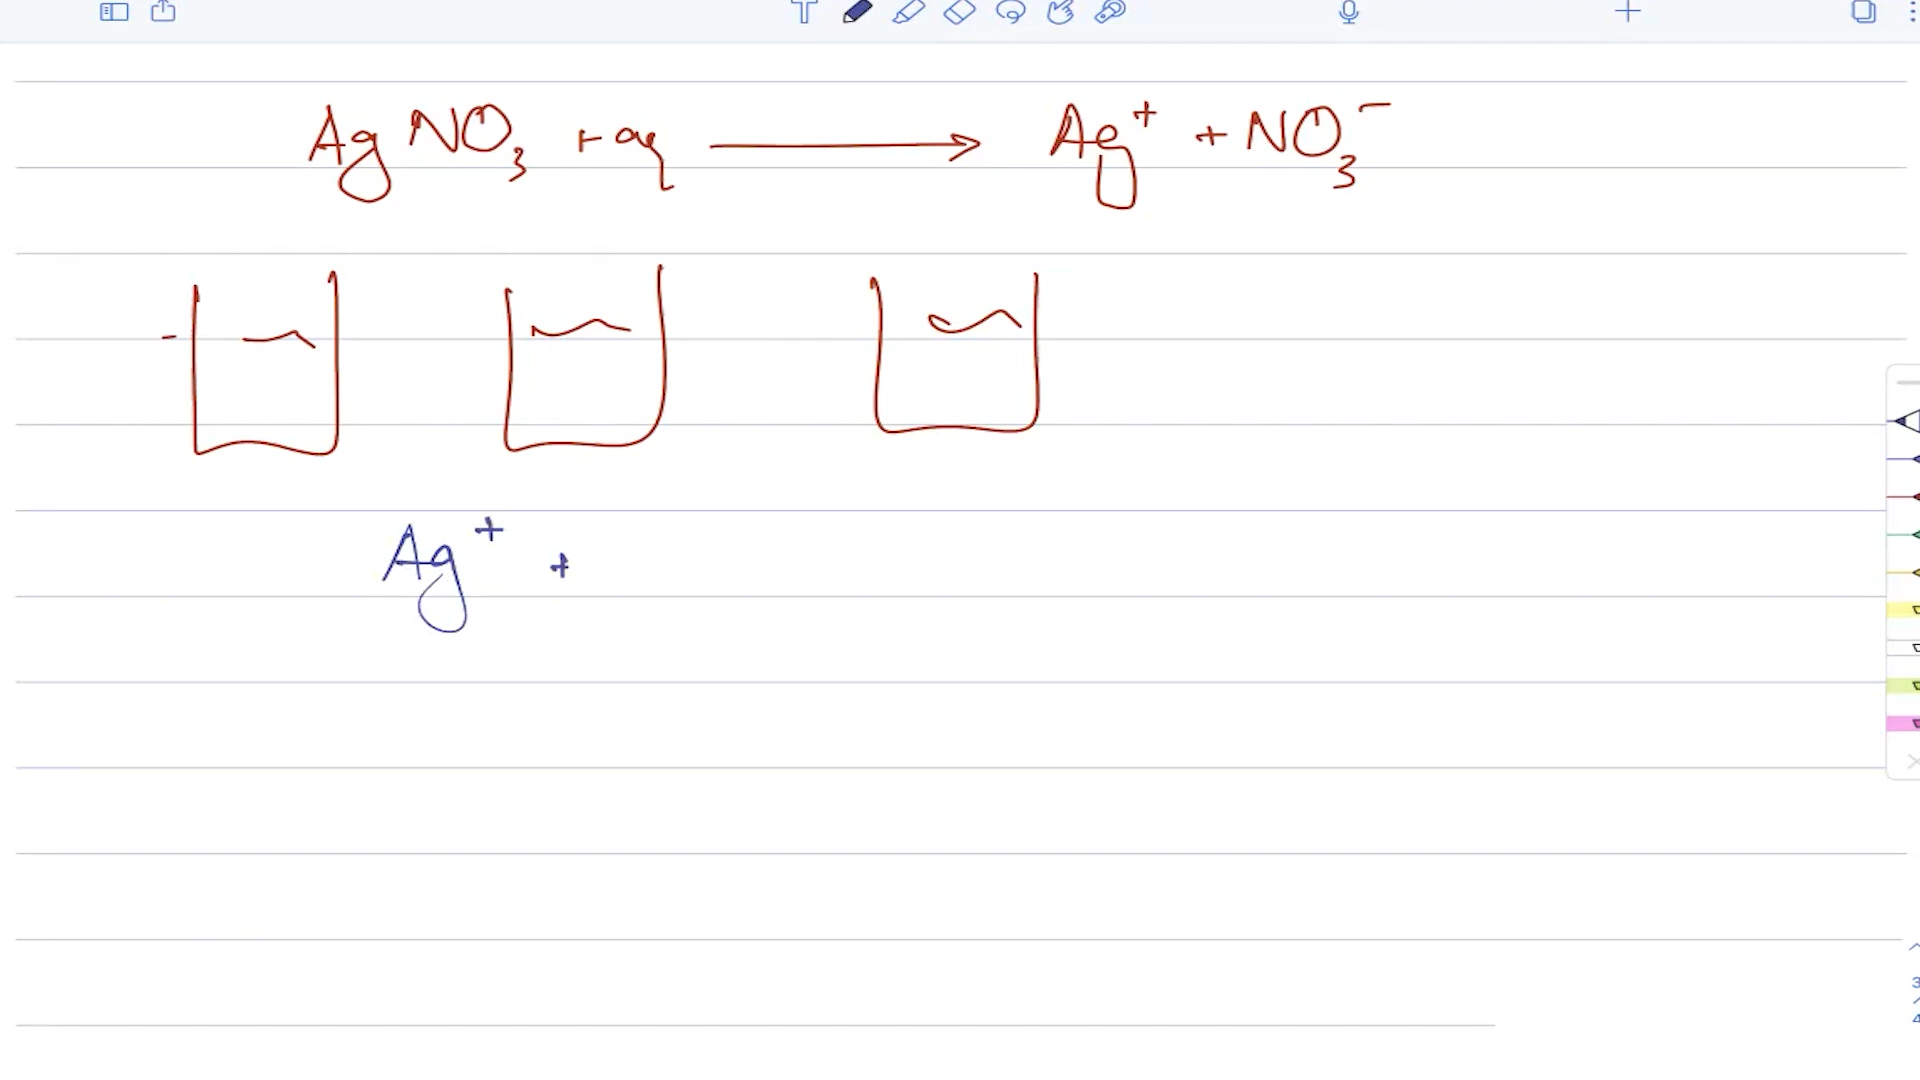 AgNO₃ + aq ⟶ Ag⁺ + NO₃⁻
Ag⁺ +